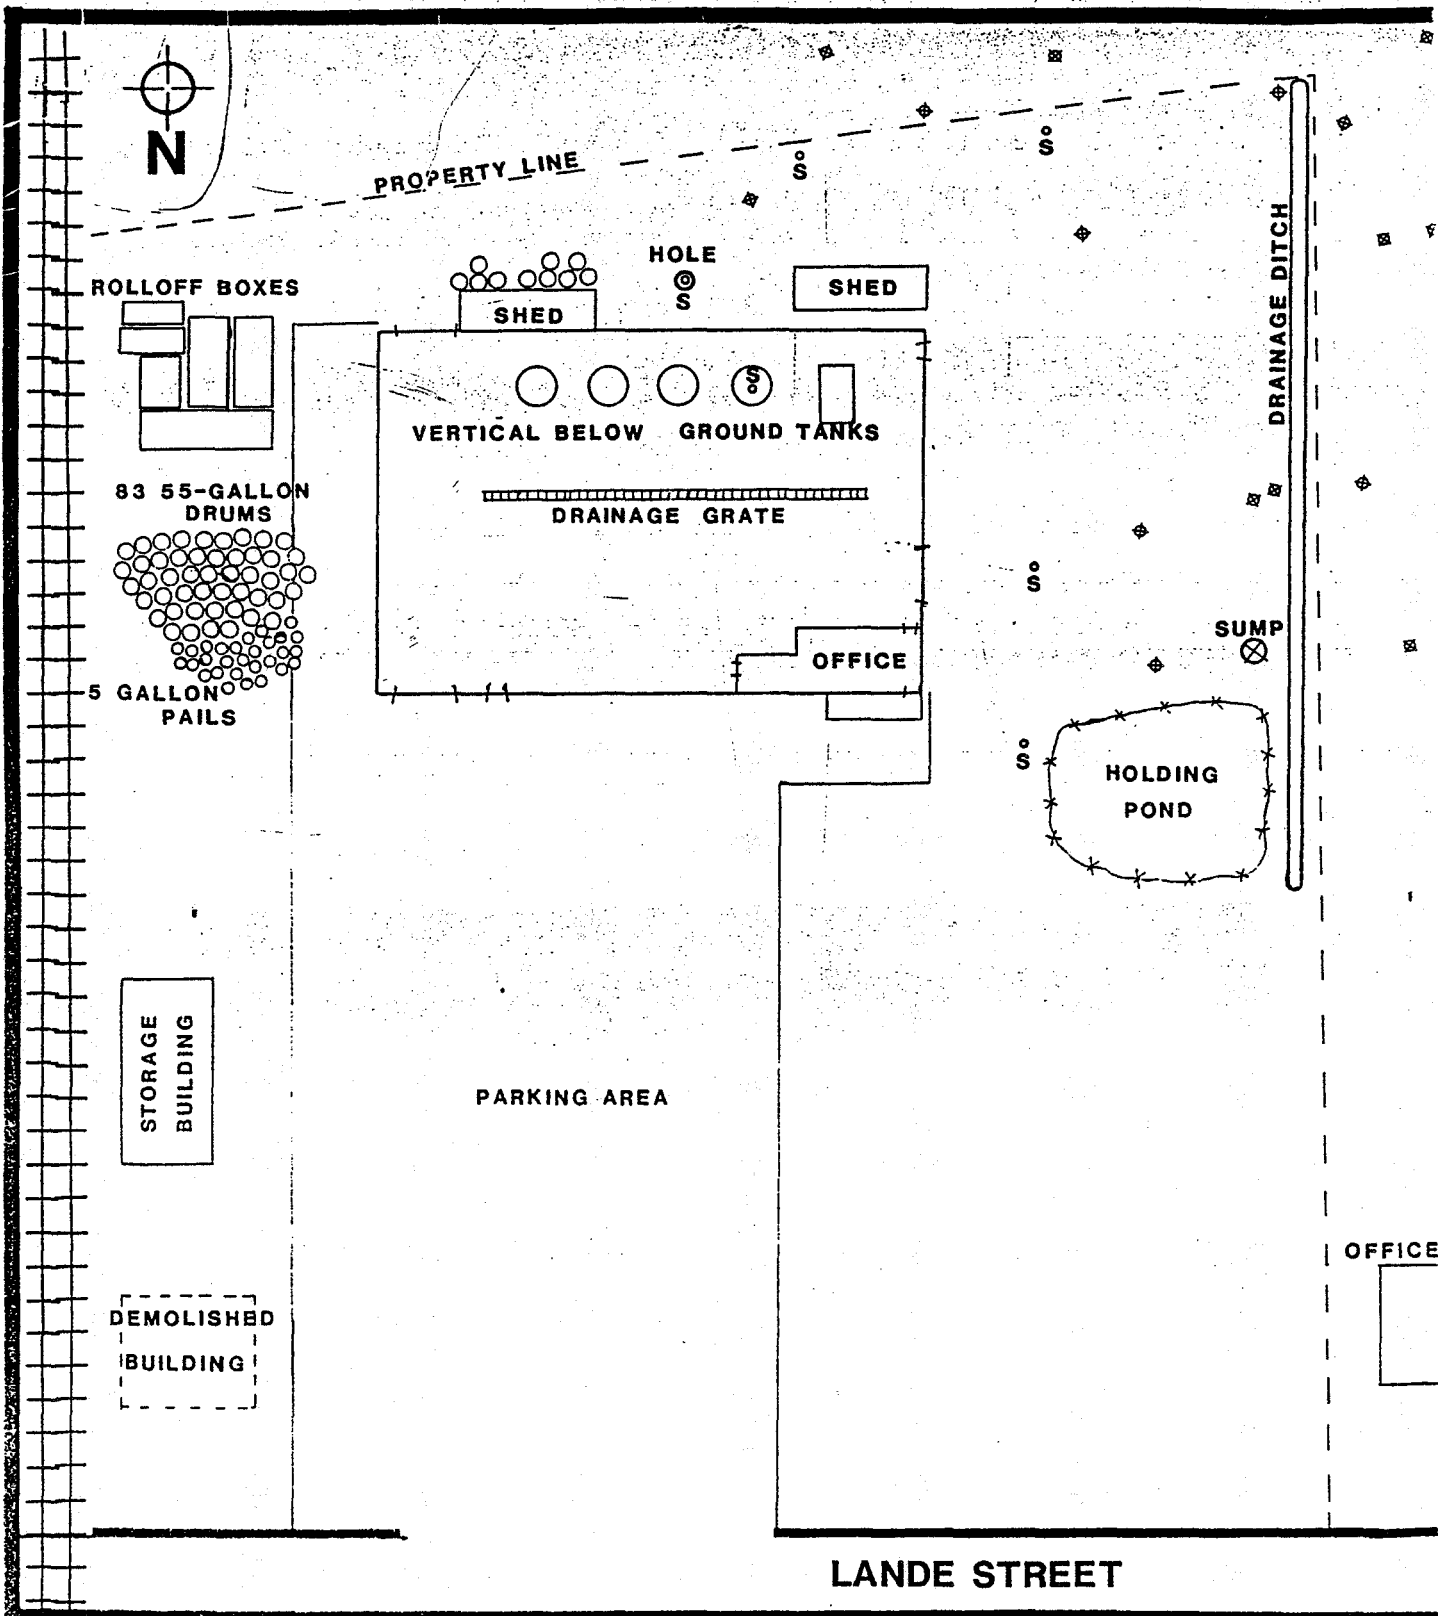 N
PROPERTY LINE
S
S
HOLE
S
ROLLOFF BOXES
SHED
SHED
DRAINAGE DITCH
S
VERTICAL BELOW GROUND TANKS
83 55-GALLON
DRUMS
DRAINAGE GRATE
S
SUMP
OFFICE
5 GALLON
PAILS
S
HOLDING
POND
STORAGE
BUILDING
PARKING AREA
OFFICE
DEMOLISHED
BUILDING
LANDE STREET